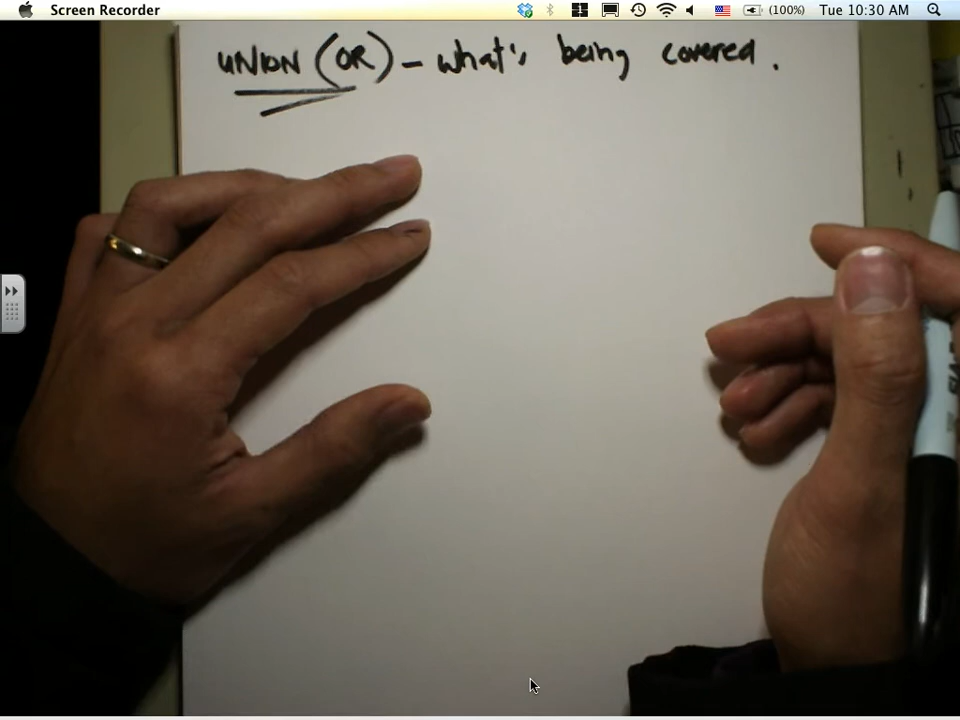 Screen Recorder
(100%) Tue 10:30 AM
UNION (OR) - what's being covered.